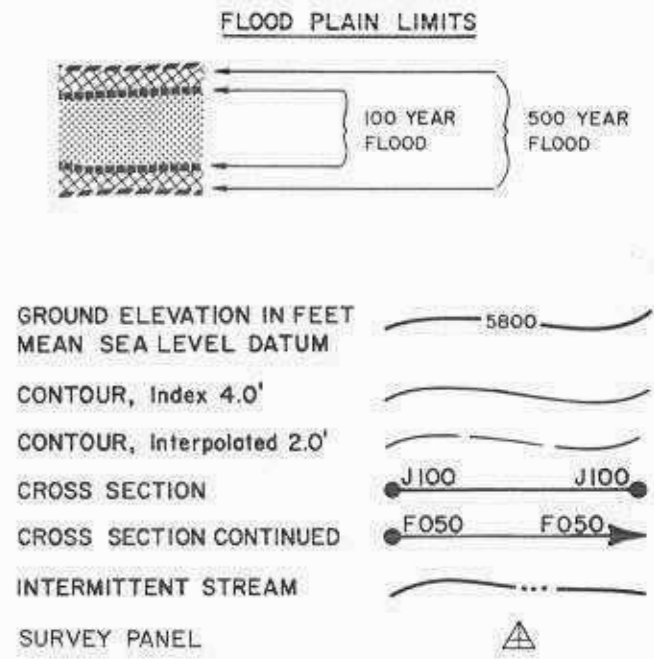 FLOOD PLAIN LIMITS
100 YEAR
FLOOD
500 YEAR
FLOOD
GROUND ELEVATION IN FEET
MEAN SEA LEVEL DATUM
5800
CONTOUR, Index 4.0'
CONTOUR, Interpolated 2.0'
CROSS SECTION
J100 J100
CROSS SECTION CONTINUED
F050 F050
INTERMITTENT STREAM
SURVEY PANEL